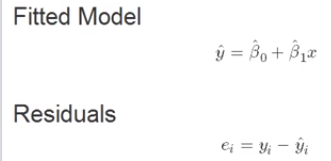 Fitted Model
ŷ = β̂₀ + β̂₁x
Residuals
eᵢ = yᵢ − ŷᵢ